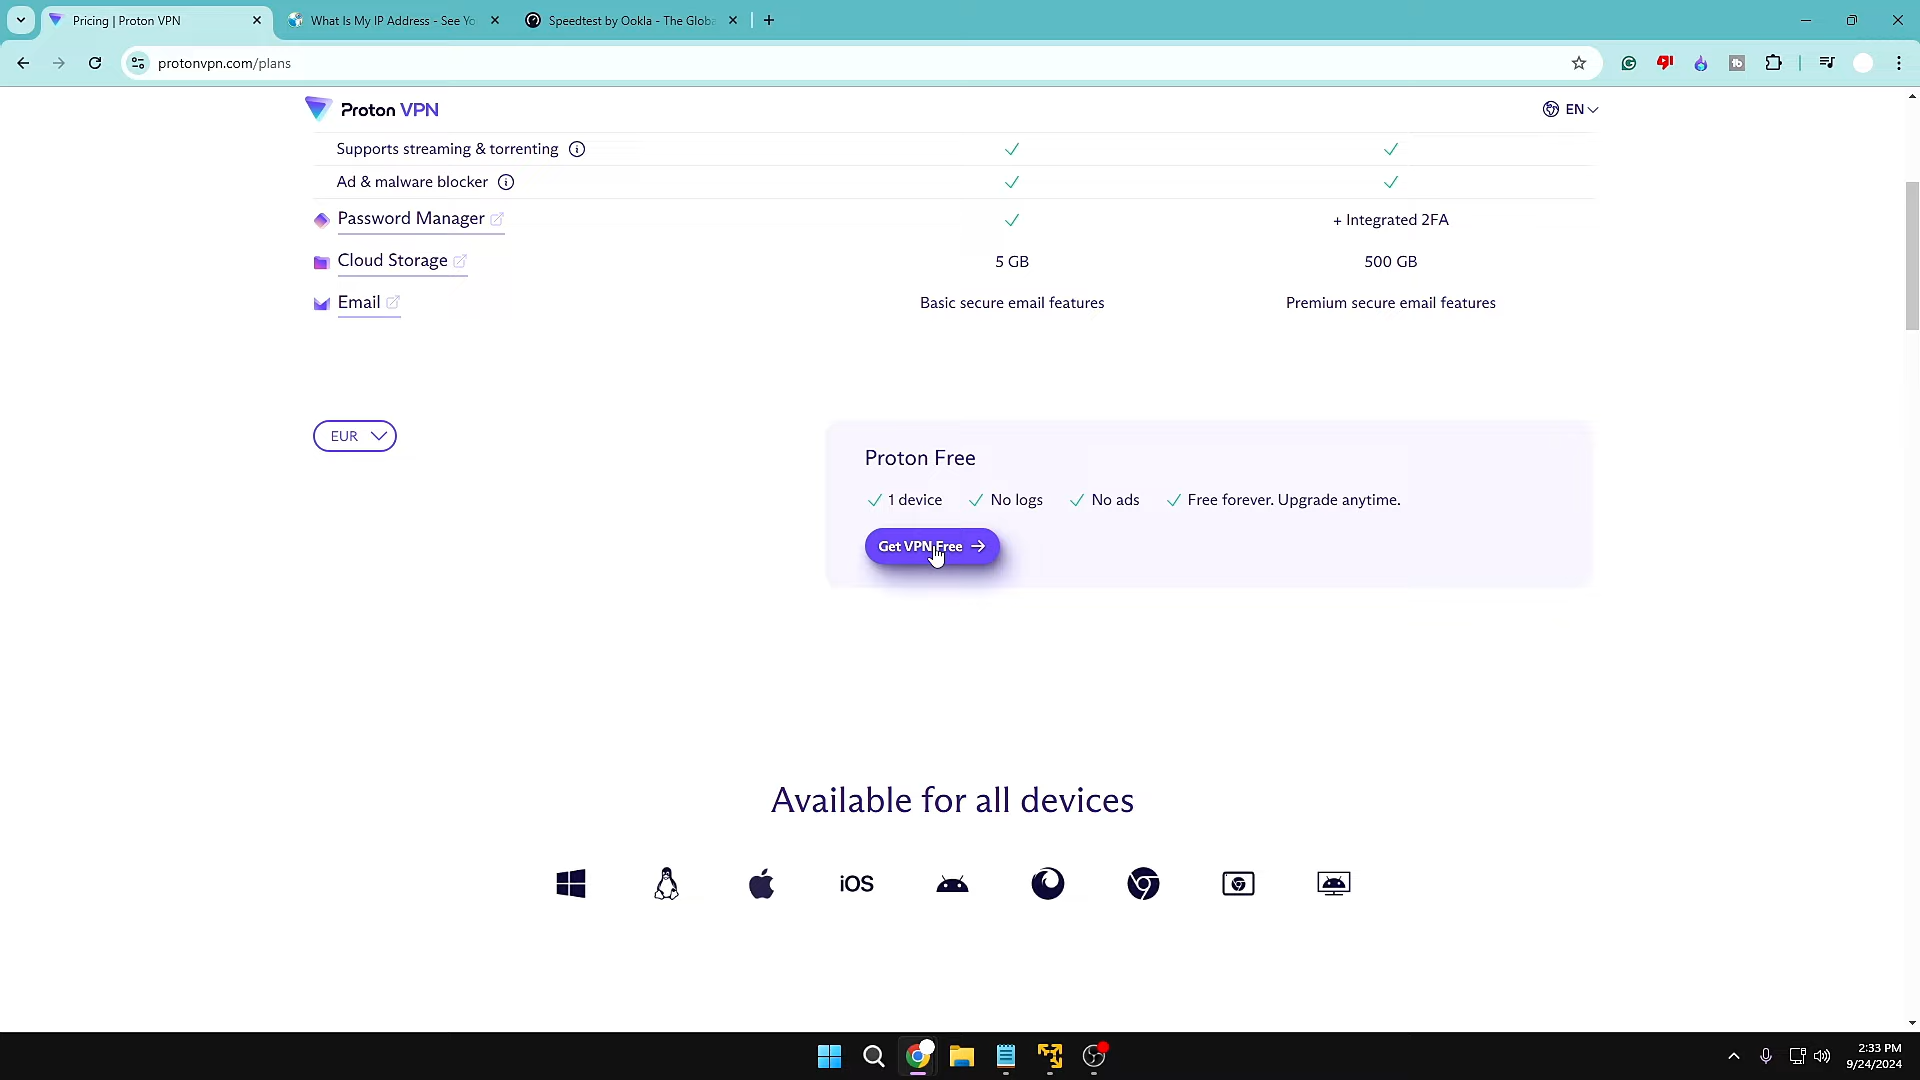 Pricing | Proton VPN
What Is My IP Address - See Yo
Speedtest by Ookla - The Globa
protonvpn.com/plans
Proton VPN
EN
Supports streaming & torrenting
Ad & malware blocker
Password Manager
+ Integrated 2FA
Cloud Storage
5 GB
500 GB
Email
Basic secure email features
Premium secure email features
EUR
Proton Free
1 device
No logs
No ads
Free forever. Upgrade anytime.
Get VPN Free →
Available for all devices
iOS
2:33 PM
9/24/2024